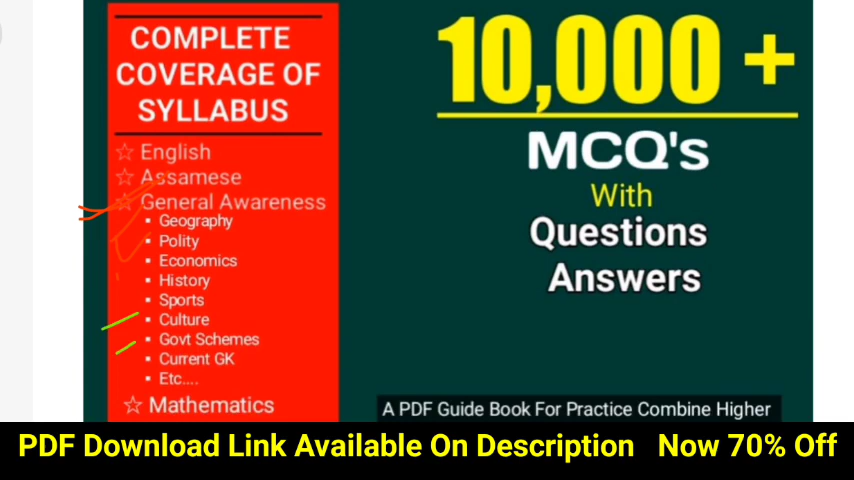 COMPLETE
COVERAGE OF
SYLLABUS
☆ English
☆ Assamese
☆ General Awareness
▪ Geography
▪ Polity
▪ Economics
▪ History
▪ Sports
▪ Culture
▪ Govt Schemes
▪ Current GK
▪ Etc....
☆ Mathematics
10,000 +
MCQ's
With
Questions
Answers
A PDF Guide Book For Practice Combine Higher
PDF Download Link Available On Description Now 70% Off